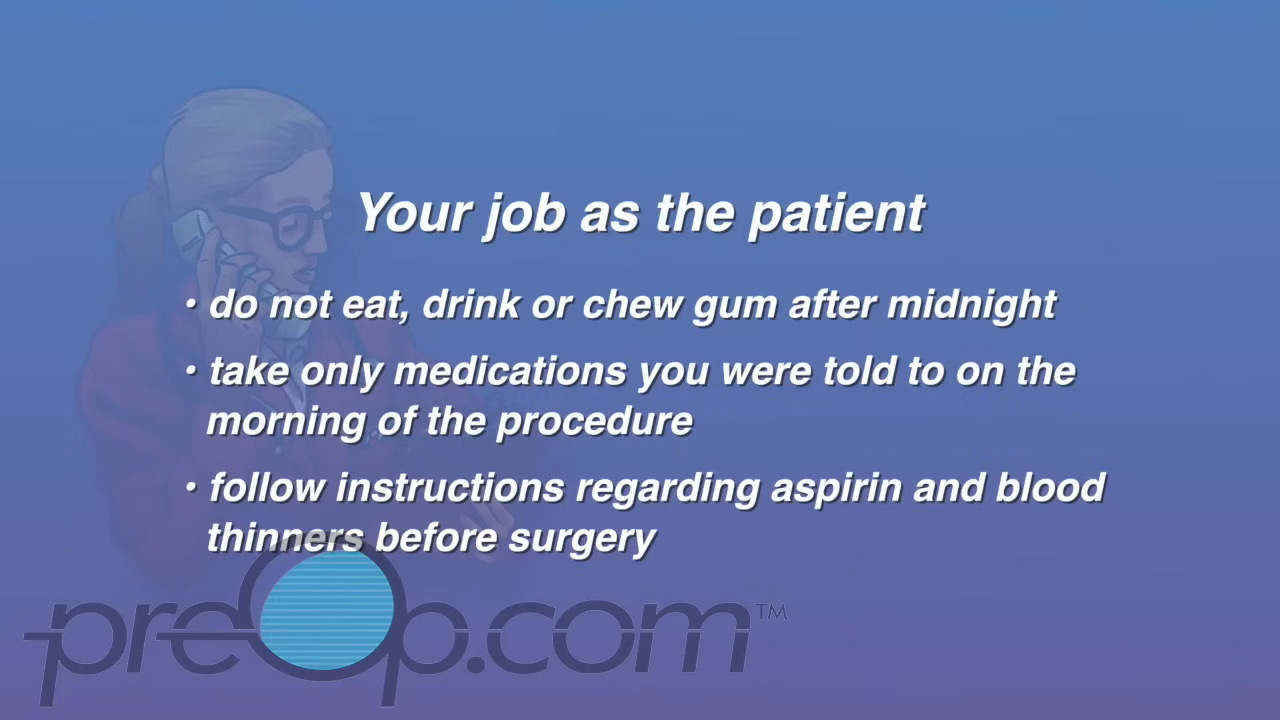 Your job as the patient
• do not eat, drink or chew gum after midnight
• take only medications you were told to on the
morning of the procedure
• follow instructions regarding aspirin and blood
thinners before surgery
preOp.com™